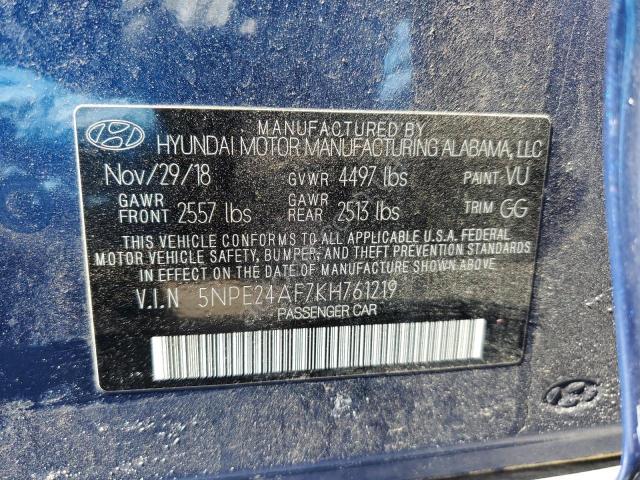 MANUFACTURED BY
HYUNDAI MOTOR MANUFACTURING ALABAMA, LLC
Nov/29/18 GVWR 4497 lbs PAINT VU
GAWR FRONT 2557 lbs GAWR REAR 2513 lbs TRIM GG
THIS VEHICLE CONFORMS TO ALL APPLICABLE U.S.A. FEDERAL
MOTOR VEHICLE SAFETY, BUMPER, AND THEFT PREVENTION STANDARDS
IN EFFECT ON THE DATE OF MANUFACTURE SHOWN ABOVE.
V.I.N 5NPE24AF7KH761219
PASSENGER CAR